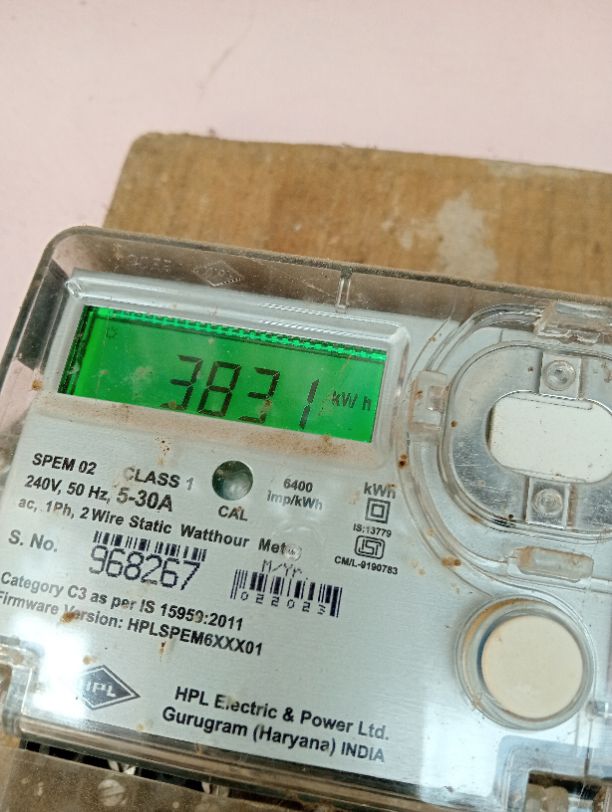 3831 kW h
SPEM 02 CLASS 1
240V, 50 Hz, 5-30A
CAL
6400
imp/kWh
kWh
ac, 1Ph, 2 Wire Static Watthour Meter
IS:13779
ISI
CM/L-9190783
S. No. 968267
M/Yr
022023
Category C3 as per IS 15959:2011
Firmware Version: HPLSPEM6XXX01
HPL
HPL Electric & Power Ltd.
Gurugram (Haryana) INDIA